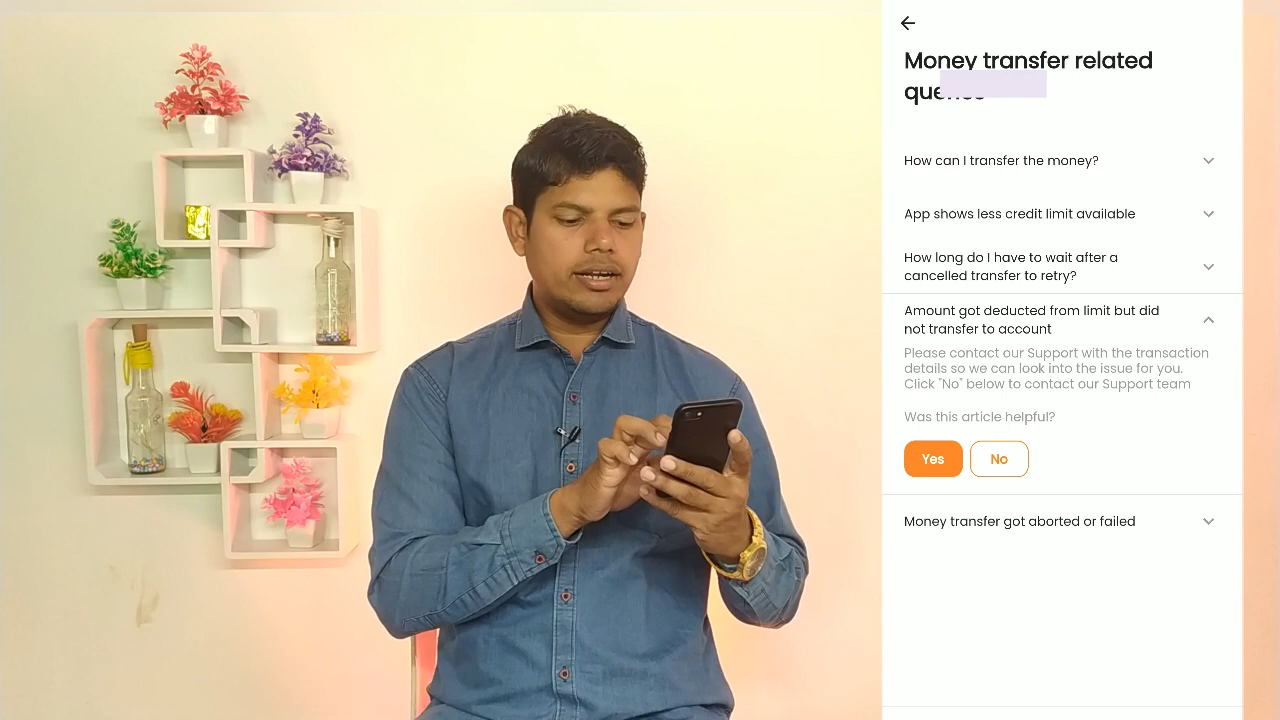 Money transfer related
How can I transfer the money?
App shows less credit limit available
How long do I have to wait after a
cancelled transfer to retry?
Amount got deducted from limit but did
not transfer to account
Please contact our Support with the transaction
details so we can look into the issue for you.
Click "No" below to contact our Support team
Was this article helpful?
Yes No
Money transfer got aborted or failed